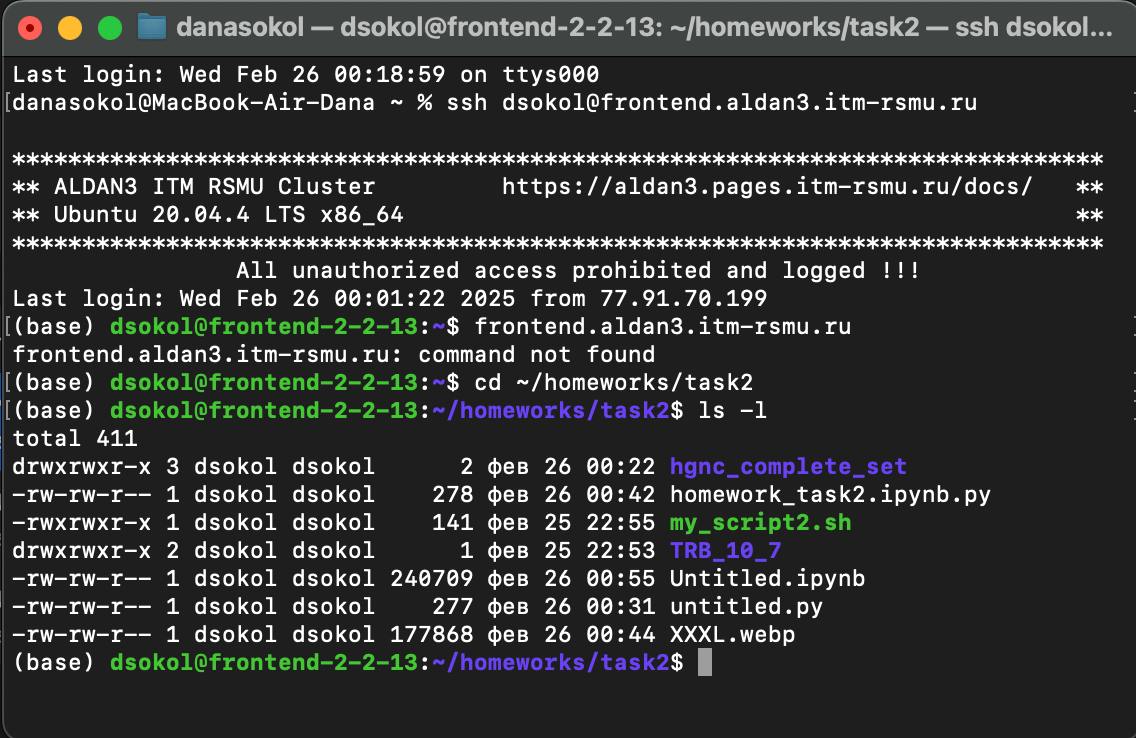 danasokol — dsokol@frontend-2-2-13: ~/homeworks/task2 — ssh dsokol...
Last login: Wed Feb 26 00:18:59 on ttys000
[danasokol@MacBook-Air-Dana ~ % ssh dsokol@frontend.aldan3.itm-rsmu.ru
******************************************************************************
** ALDAN3 ITM RSMU Cluster         https://aldan3.pages.itm-rsmu.ru/docs/   **
** Ubuntu 20.04.4 LTS x86_64                                                **
******************************************************************************
All unauthorized access prohibited and logged !!!
Last login: Wed Feb 26 00:01:22 2025 from 77.91.70.199
[(base) dsokol@frontend-2-2-13:~$ frontend.aldan3.itm-rsmu.ru
frontend.aldan3.itm-rsmu.ru: command not found
[(base) dsokol@frontend-2-2-13:~$ cd ~/homeworks/task2
[(base) dsokol@frontend-2-2-13:~/homeworks/task2$ ls -l
total 411
drwxrwxr-x 3 dsokol dsokol      2 фев 26 00:22 hgnc_complete_set
-rw-rw-r-- 1 dsokol dsokol    278 фев 26 00:42 homework_task2.ipynb.py
-rwxrwxr-x 1 dsokol dsokol    141 фев 25 22:55 my_script2.sh
drwxrwxr-x 2 dsokol dsokol      1 фев 25 22:53 TRB_10_7
-rw-rw-r-- 1 dsokol dsokol 240709 фев 26 00:55 Untitled.ipynb
-rw-rw-r-- 1 dsokol dsokol    277 фев 26 00:31 untitled.py
-rw-rw-r-- 1 dsokol dsokol 177868 фев 26 00:44 XXXL.webp
(base) dsokol@frontend-2-2-13:~/homeworks/task2$